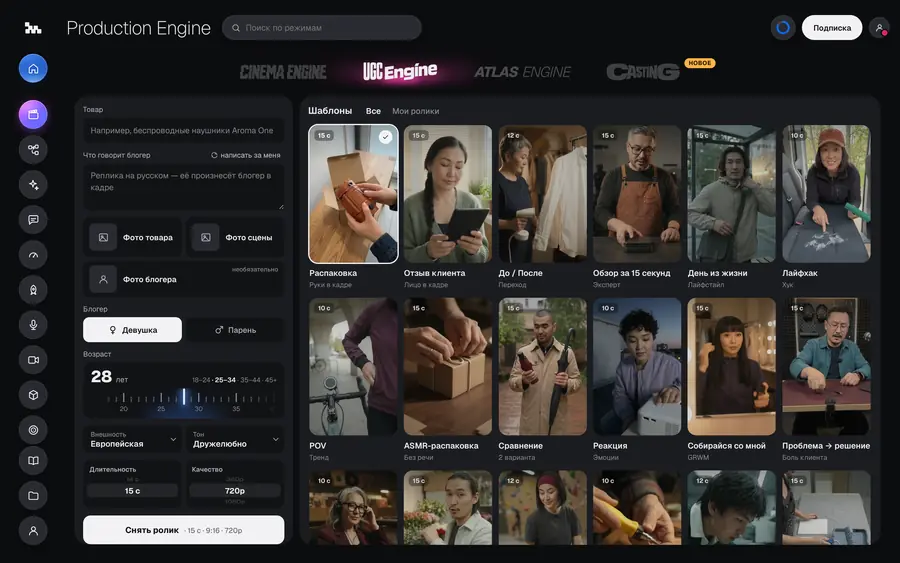 Production Engine
Поиск по режимам
Подписка
CINEMA ENGINE
UGC Engine
ATLAS ENGINE
CASTING
НОВОЕ
Товар
Например, беспроводные наушники Aroma One
Что говорит блогер
написать за меня
Реплика на русском — её произнесёт блогер в
кадре
Фото товара
Фото сцены
Фото блогера
необязательно
Блогер
Девушка
Парень
Возраст
28 лет
18–24 · 25–34 · 35–44 · 45+
20 25 30 35
Внешность
Европейская
Тон
Дружелюбно
Длительность
15 с
Качество
720p
Снять ролик · 15 с · 9:16 · 720p
Шаблоны Все Мои ролики
15 с 15 с 12 с 15 с 15 с 10 с
Распаковка Отзыв клиента До / После Обзор за 15 секунд День из жизни Лайфхак
Руки в кадре Лицо в кадре Переход Эксперт Лайфстайл Хук
10 с 15 с 15 с 10 с 10 с 15 с
POV ASMR-распаковка Сравнение Реакция Собирайся со мной Проблема → решение
Тренд Без речи 2 варианта Эмоции GRWM Боль клиента
10 с 15 с 12 с 10 с 12 с 15 с